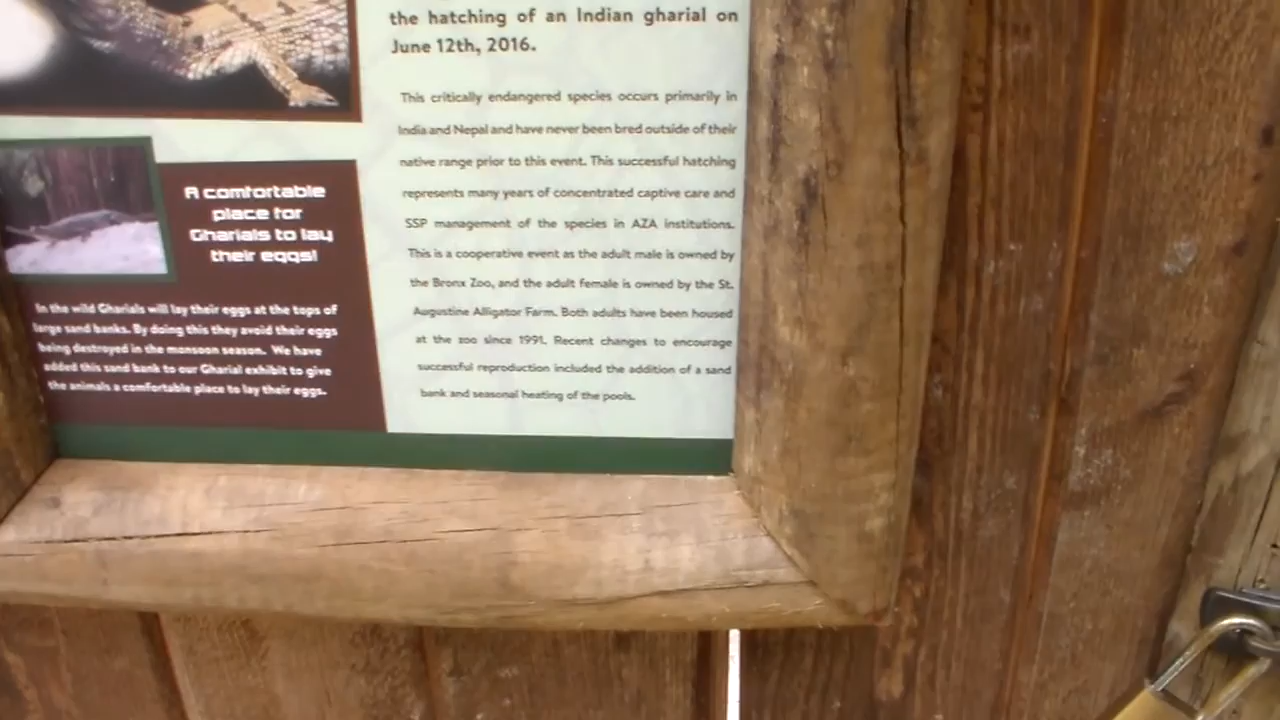 the hatching of an Indian gharial on
June 12th, 2016.
This critically endangered species occurs primarily in
India and Nepal and have never been bred outside of their
native range prior to this event. This successful hatching
represents many years of concentrated captive care and
SSP management of the species in AZA institutions.
This is a cooperative event as the adult male is owned by
the Bronx Zoo, and the adult female is owned by the St.
Augustine Alligator Farm. Both adults have been housed
at the zoo since 1991. Recent changes to encourage
successful reproduction included the addition of a sand
bank and seasonal heating of the pools.
A comfortable
place for
Gharials to lay
their eggs!
In the wild Gharials will lay their eggs at the tops of
large sand banks. By doing this they avoid their eggs
being destroyed in the monsoon season. We have
added this sand bank to our Gharial exhibit to give
the animals a comfortable place to lay their eggs.